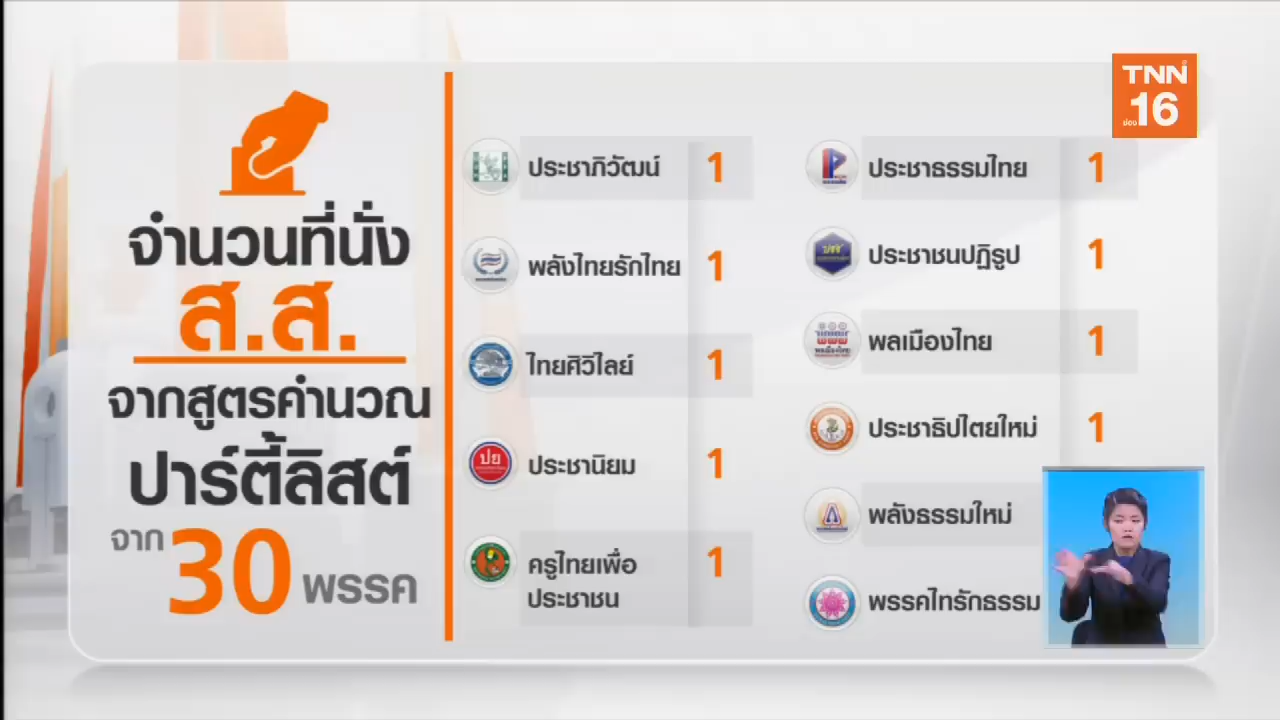 TNN
ช่อง 16
จำนวนที่นั่ง
ส.ส.
จากสูตรคำนวณ
ปาร์ตี้ลิสต์
จาก 30 พรรค
ประชาภิวัฒน์ 1
พลังไทยรักไทย 1
ไทยศิวิไลย์ 1
ปย
ประชานิยม 1
ครูไทยเพื่อ 1
ประชาชน
ประชาธรรมไทย 1
ประชาชนปฏิรูป 1
พลเมืองไทย 1
ประชาธิปไตยใหม่ 1
พลังธรรมใหม่
พรรคไทรักธรรม